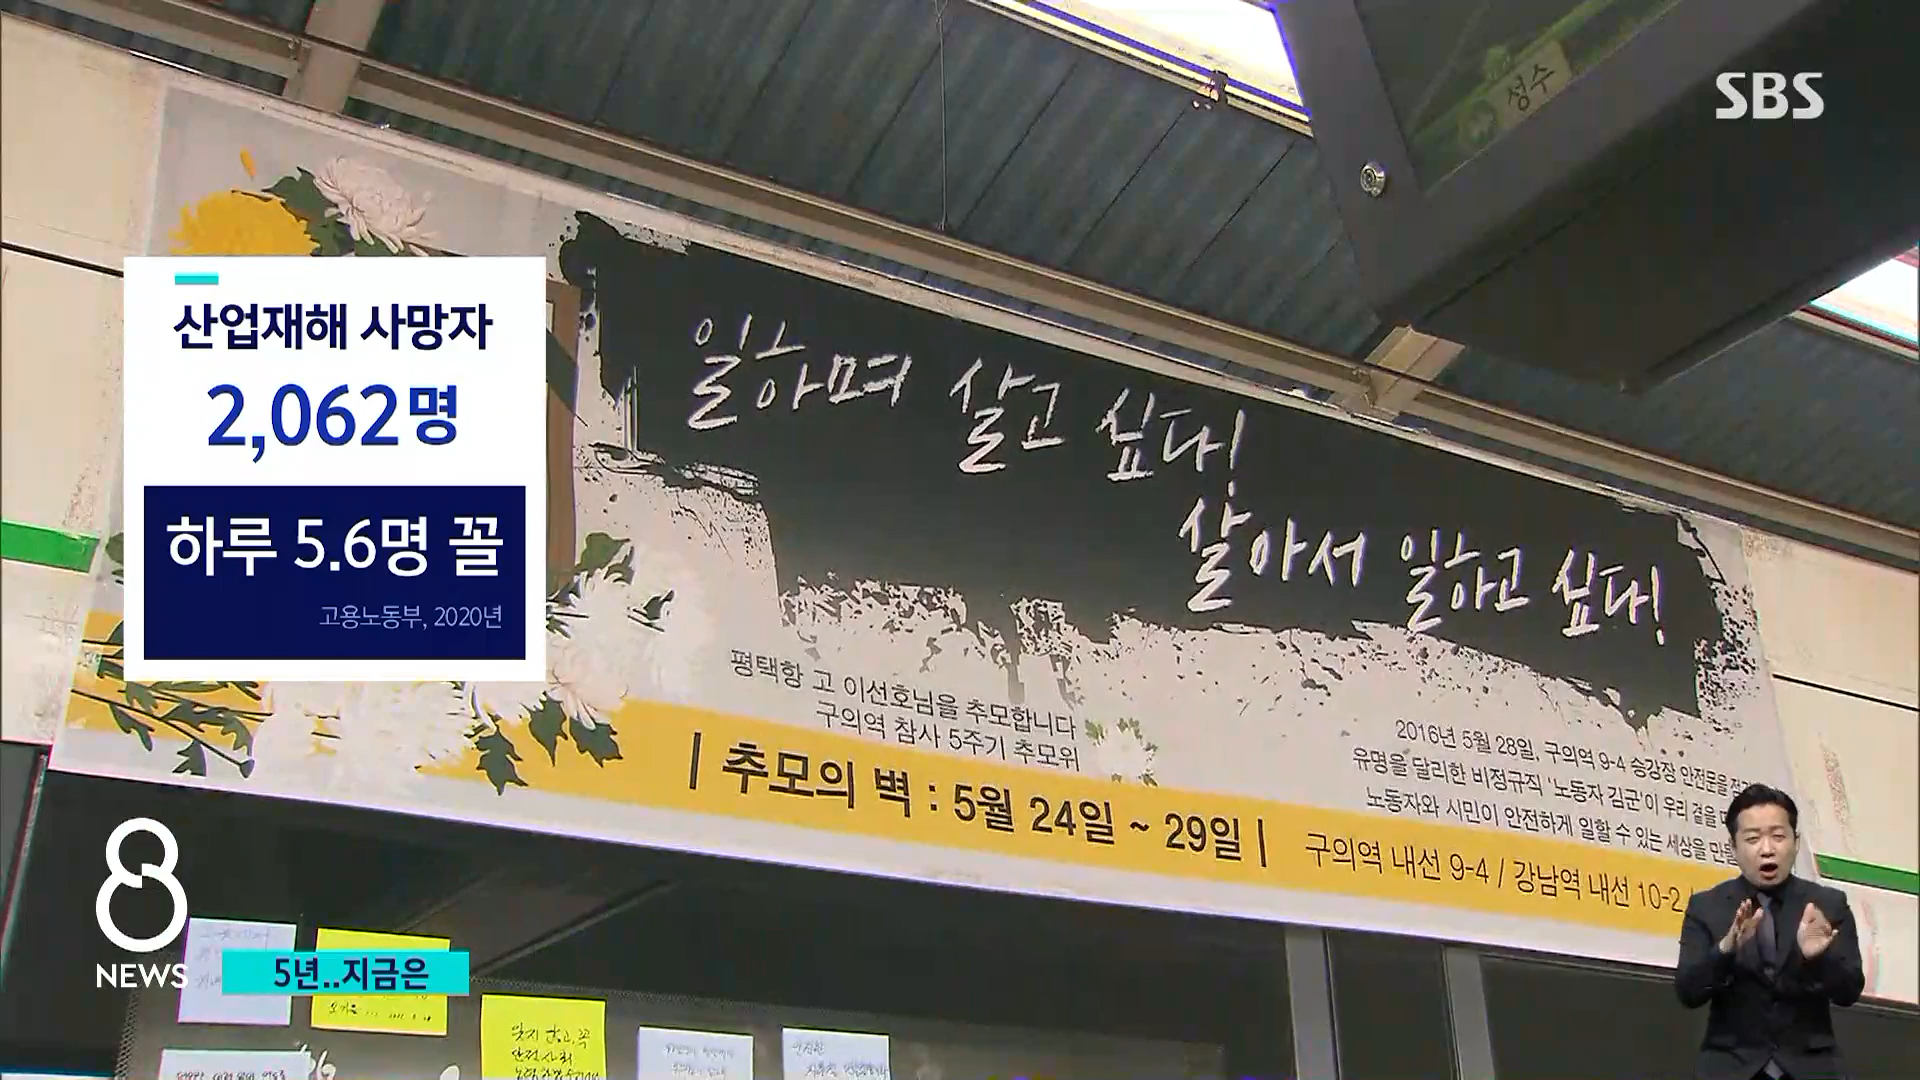 성수
SBS
산업재해 사망자
2,062명
하루 5.6명 꼴
고용노동부, 2020년
일하며 살고 싶다!
살아서 일하고 싶다!
평택항 고 이선호님을 추모합니다
구의역 참사 5주기 추모위
2016년 5월 28일, 구의역 9-4 승강장 안전문을
유명을 달리한 비정규직 '노동자 김군'이 우리 곁을
노동자와 시민이 안전하게 일할 수 있는 세상을
| 추모의 벽 : 5월 24일 ~ 29일 |
구의역 내선 9-4 / 강남역 내선 10-2
8
NEWS
5년..지금은